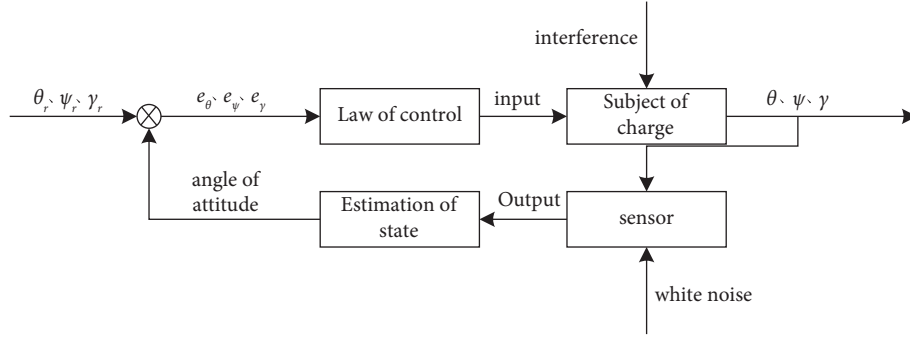 interference
θr、ψr、γr
eθ、eψ、eγ
Law of control
input
Subject of
charge
θ、ψ、γ
angle of
attitude
Estimation of
state
Output
sensor
white noise